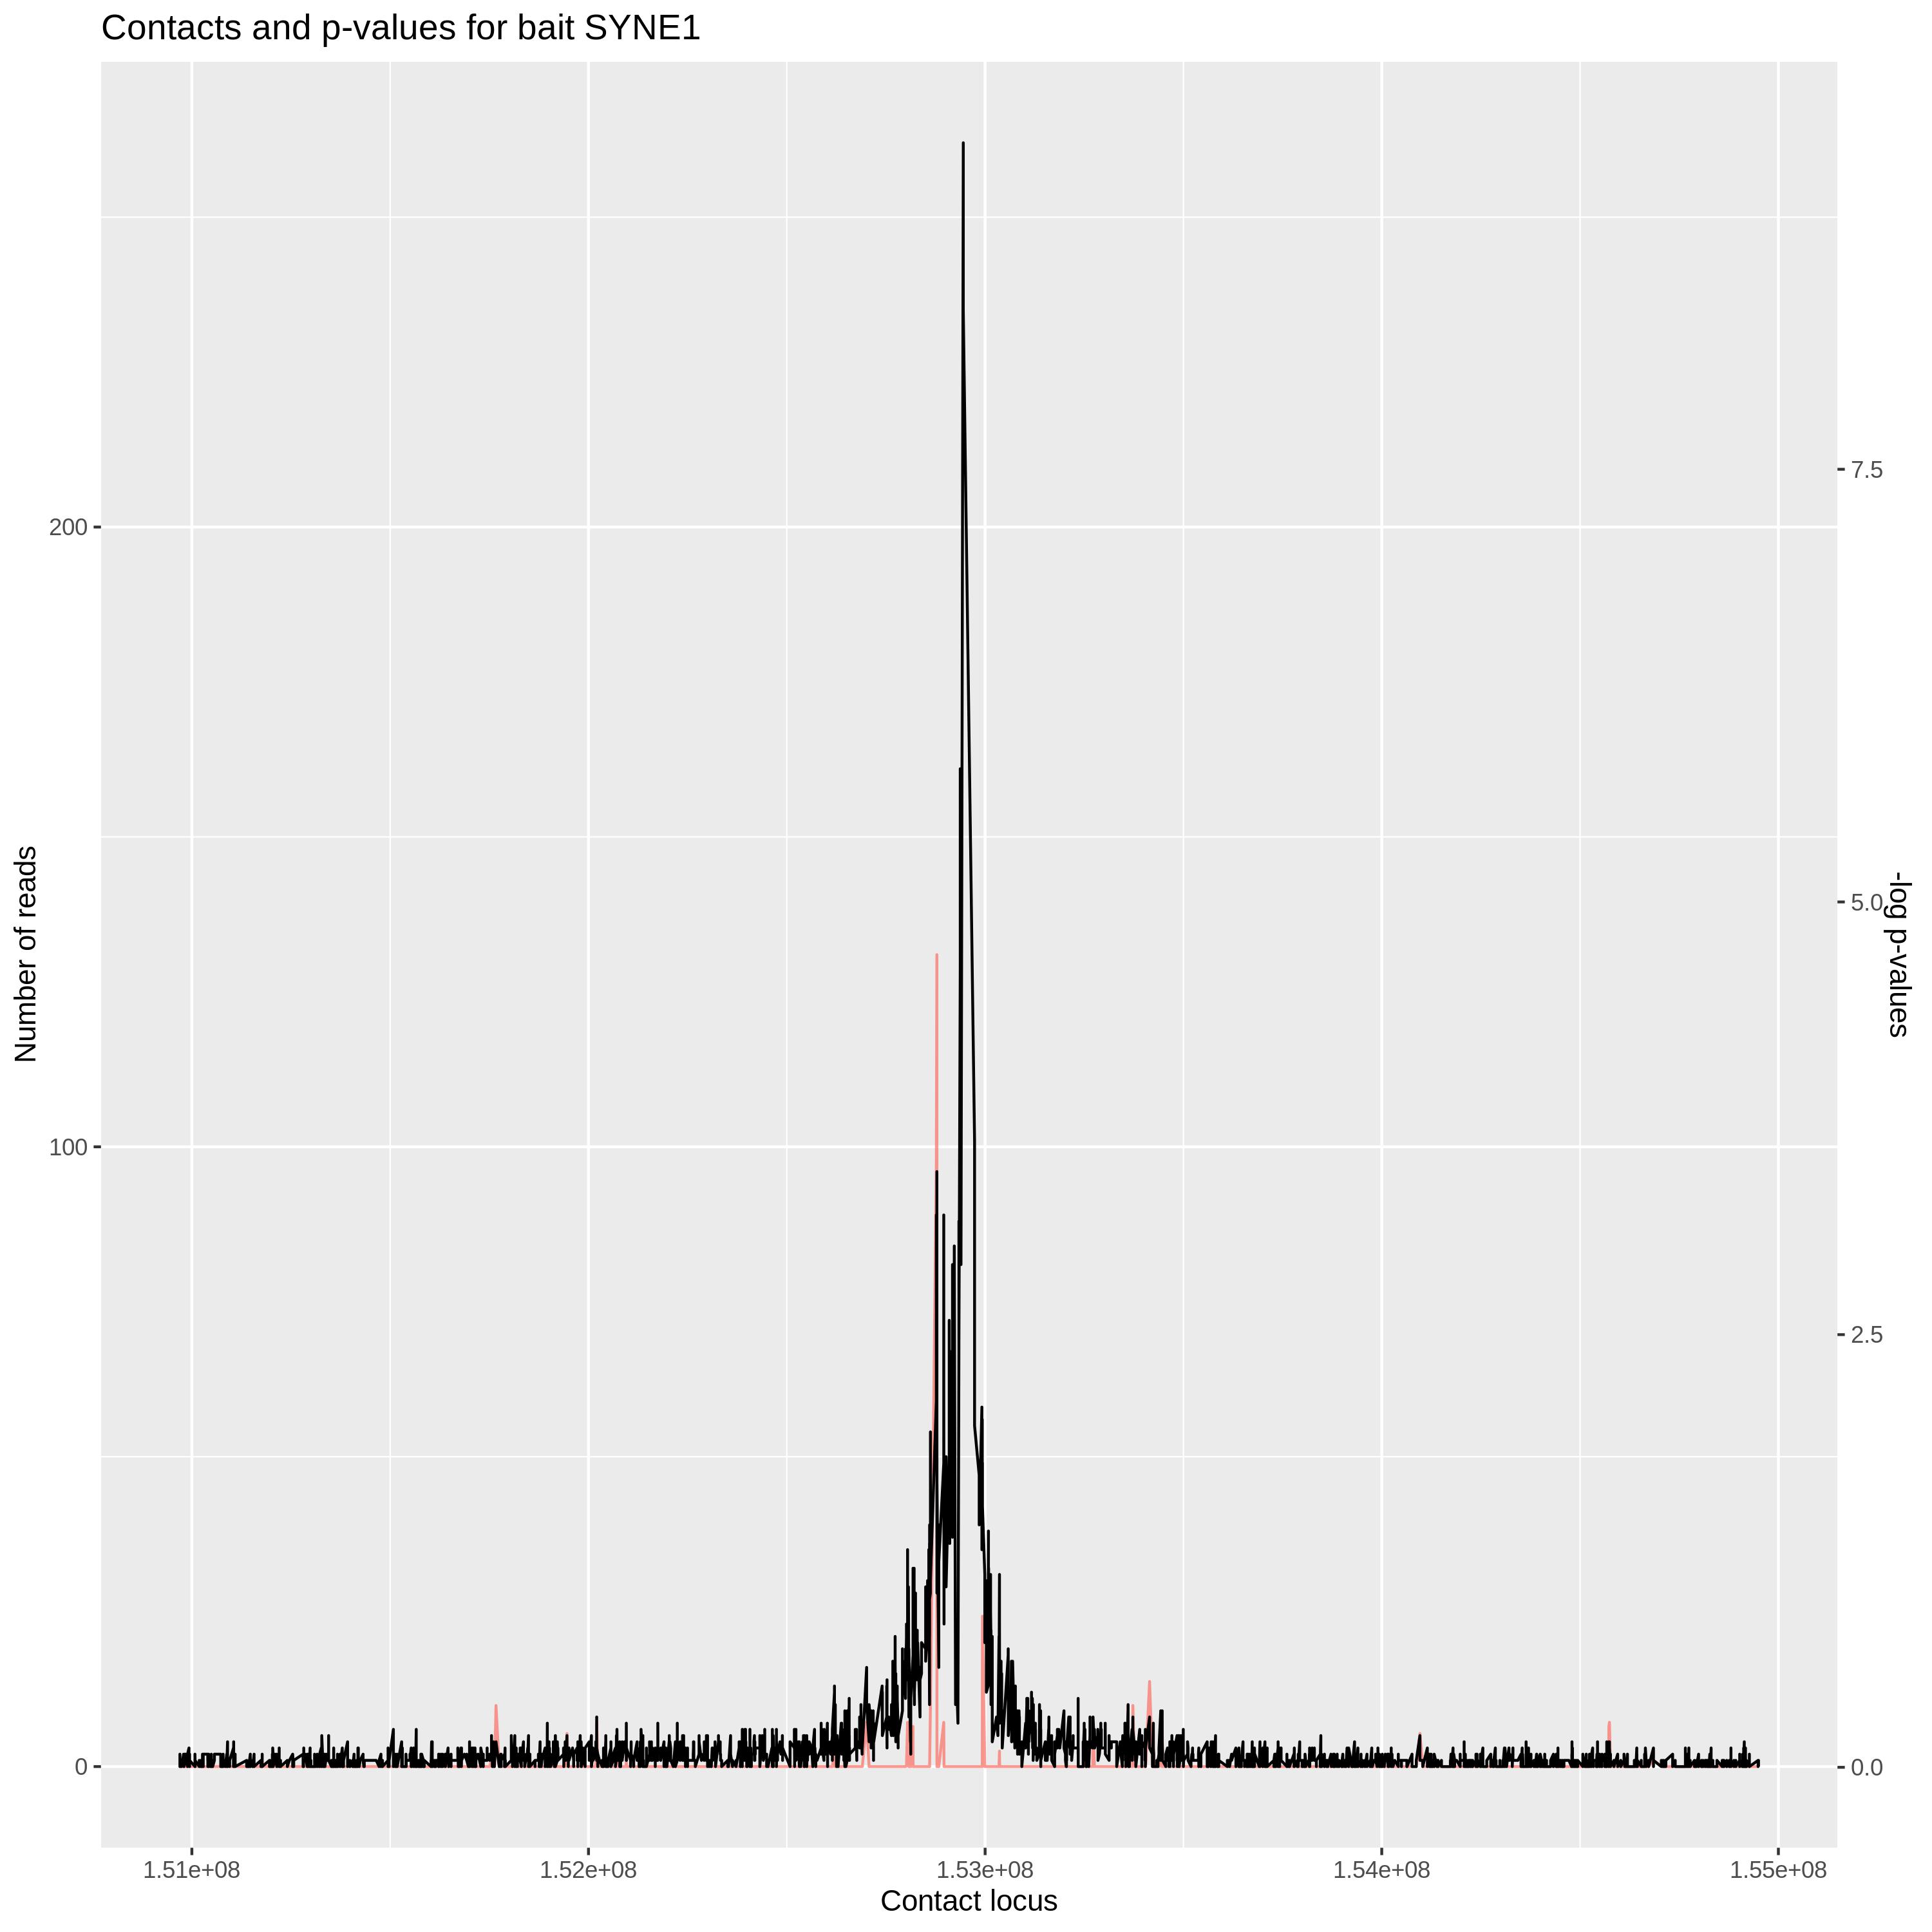 Contacts and p-values for bait SYNE1
Number of reads
200
100
0
7.5
5.0
2.5
0.0
-log p-values
1.51e+08
1.52e+08
1.53e+08
1.54e+08
1.55e+08
Contact locus